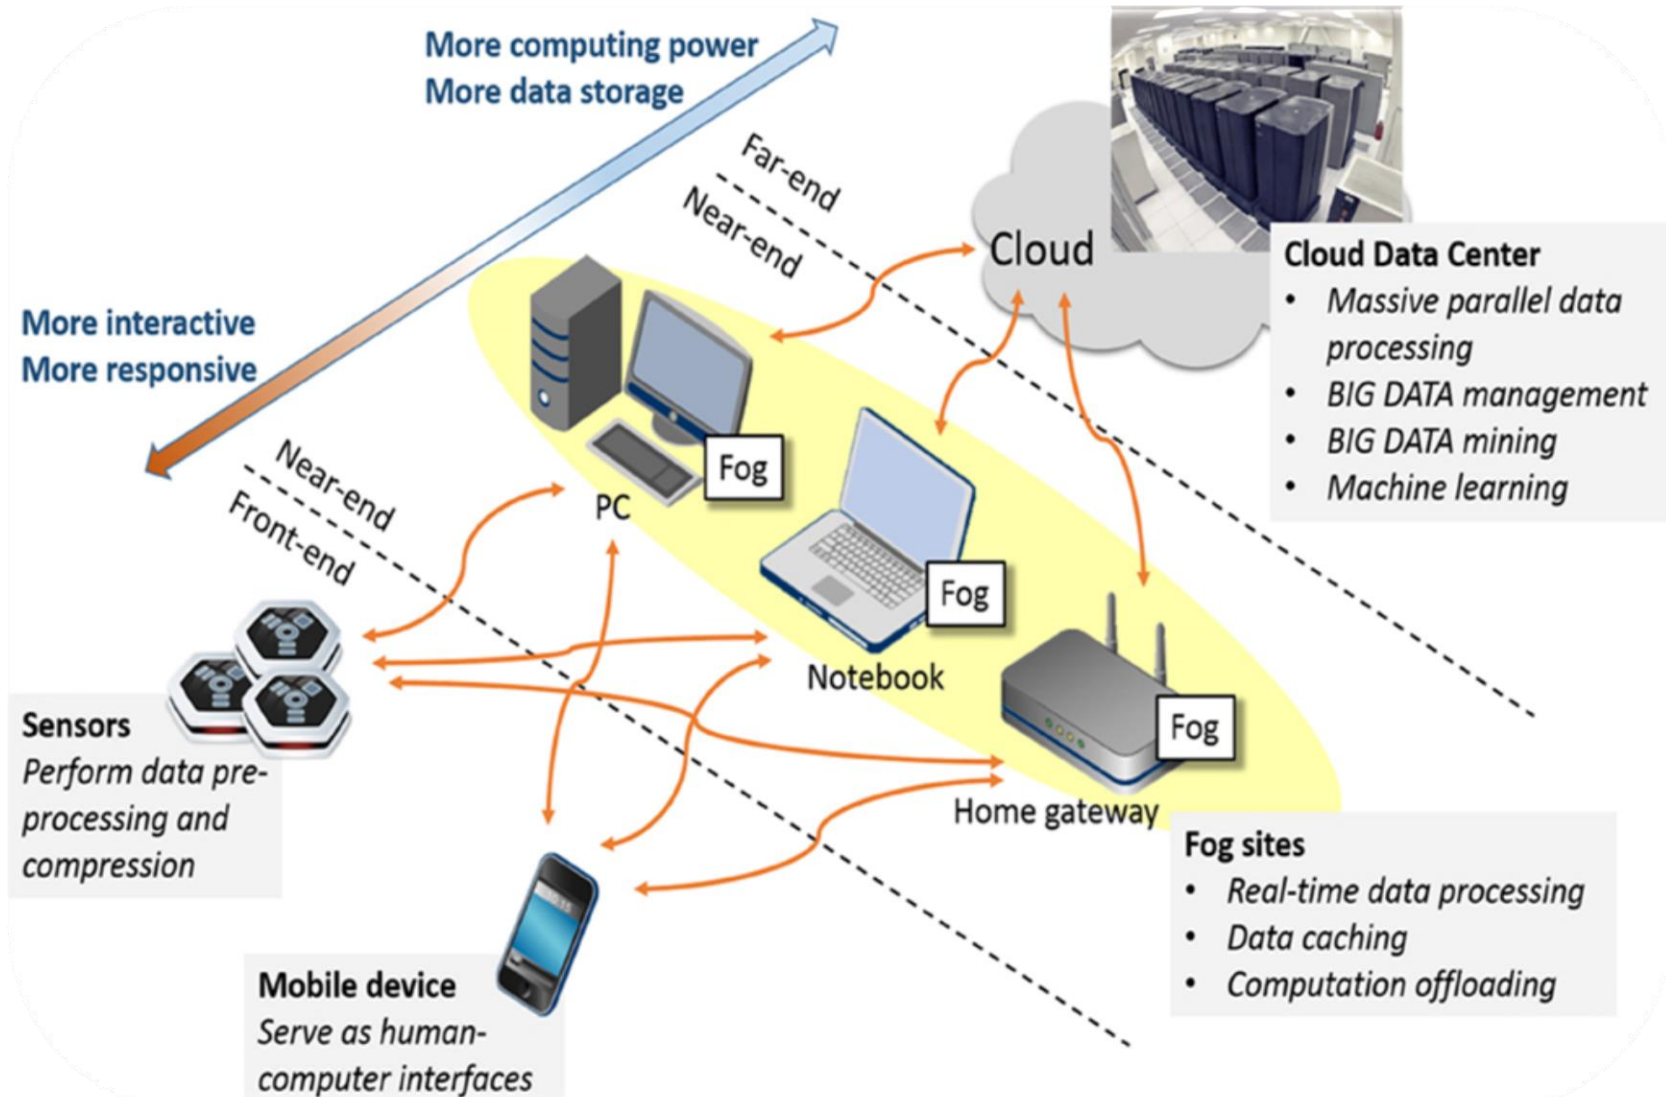 More computing power
More data storage
Far-end
Near-end
Cloud
Cloud Data Center
• Massive parallel data
processing
• BIG DATA management
• BIG DATA mining
• Machine learning
More interactive
More responsive
Near-end
Front-end
Fog
PC
Fog
Notebook
Fog
Home gateway
Sensors
Perform data pre-
processing and
compression
Fog sites
• Real-time data processing
• Data caching
• Computation offloading
10:15
Mobile device
Serve as human-
computer interfaces